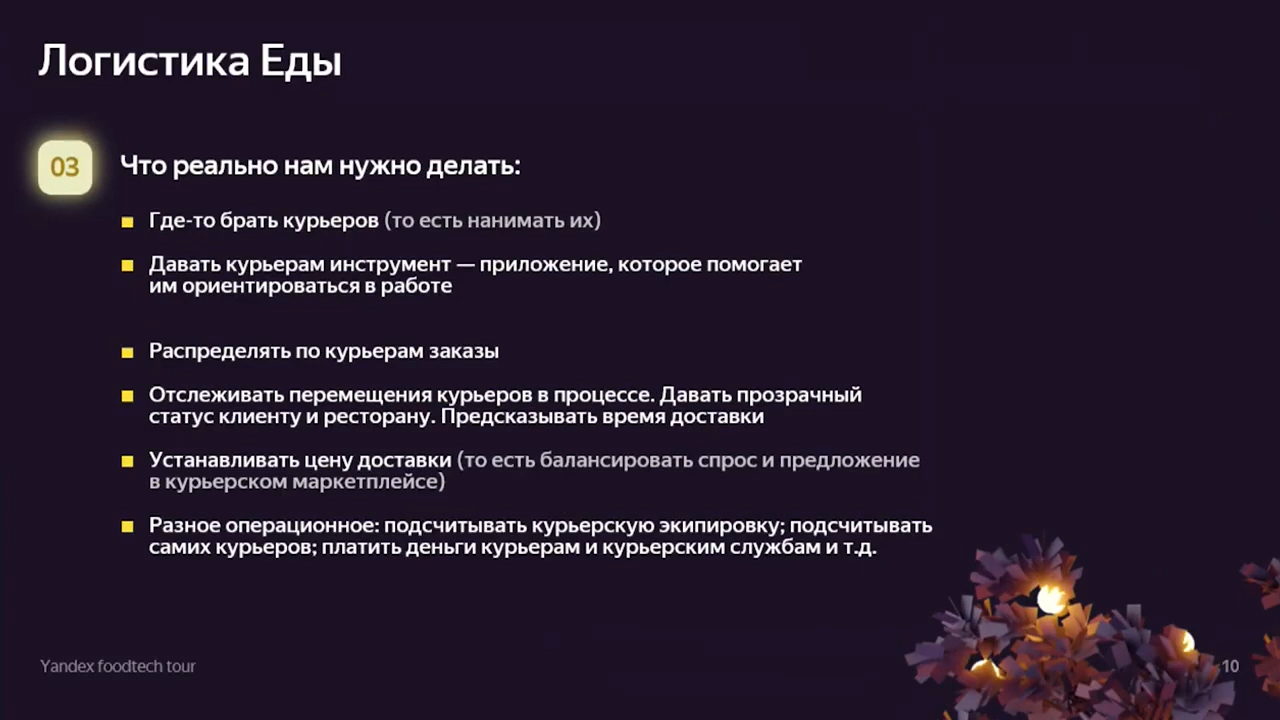 Логистика Еды
03
Что реально нам нужно делать:
Где-то брать курьеров (то есть нанимать их)
Давать курьерам инструмент — приложение, которое помогает
им ориентироваться в работе
Распределять по курьерам заказы
Отслеживать перемещения курьеров в процессе. Давать прозрачный
статус клиенту и ресторану. Предсказывать время доставки
Устанавливать цену доставки (то есть балансировать спрос и предложение
в курьерском маркетплейсе)
Разное операционное: подсчитывать курьерскую экипировку; подсчитывать
самих курьеров; платить деньги курьерам и курьерским службам и т.д.
Yandex foodtech tour
10